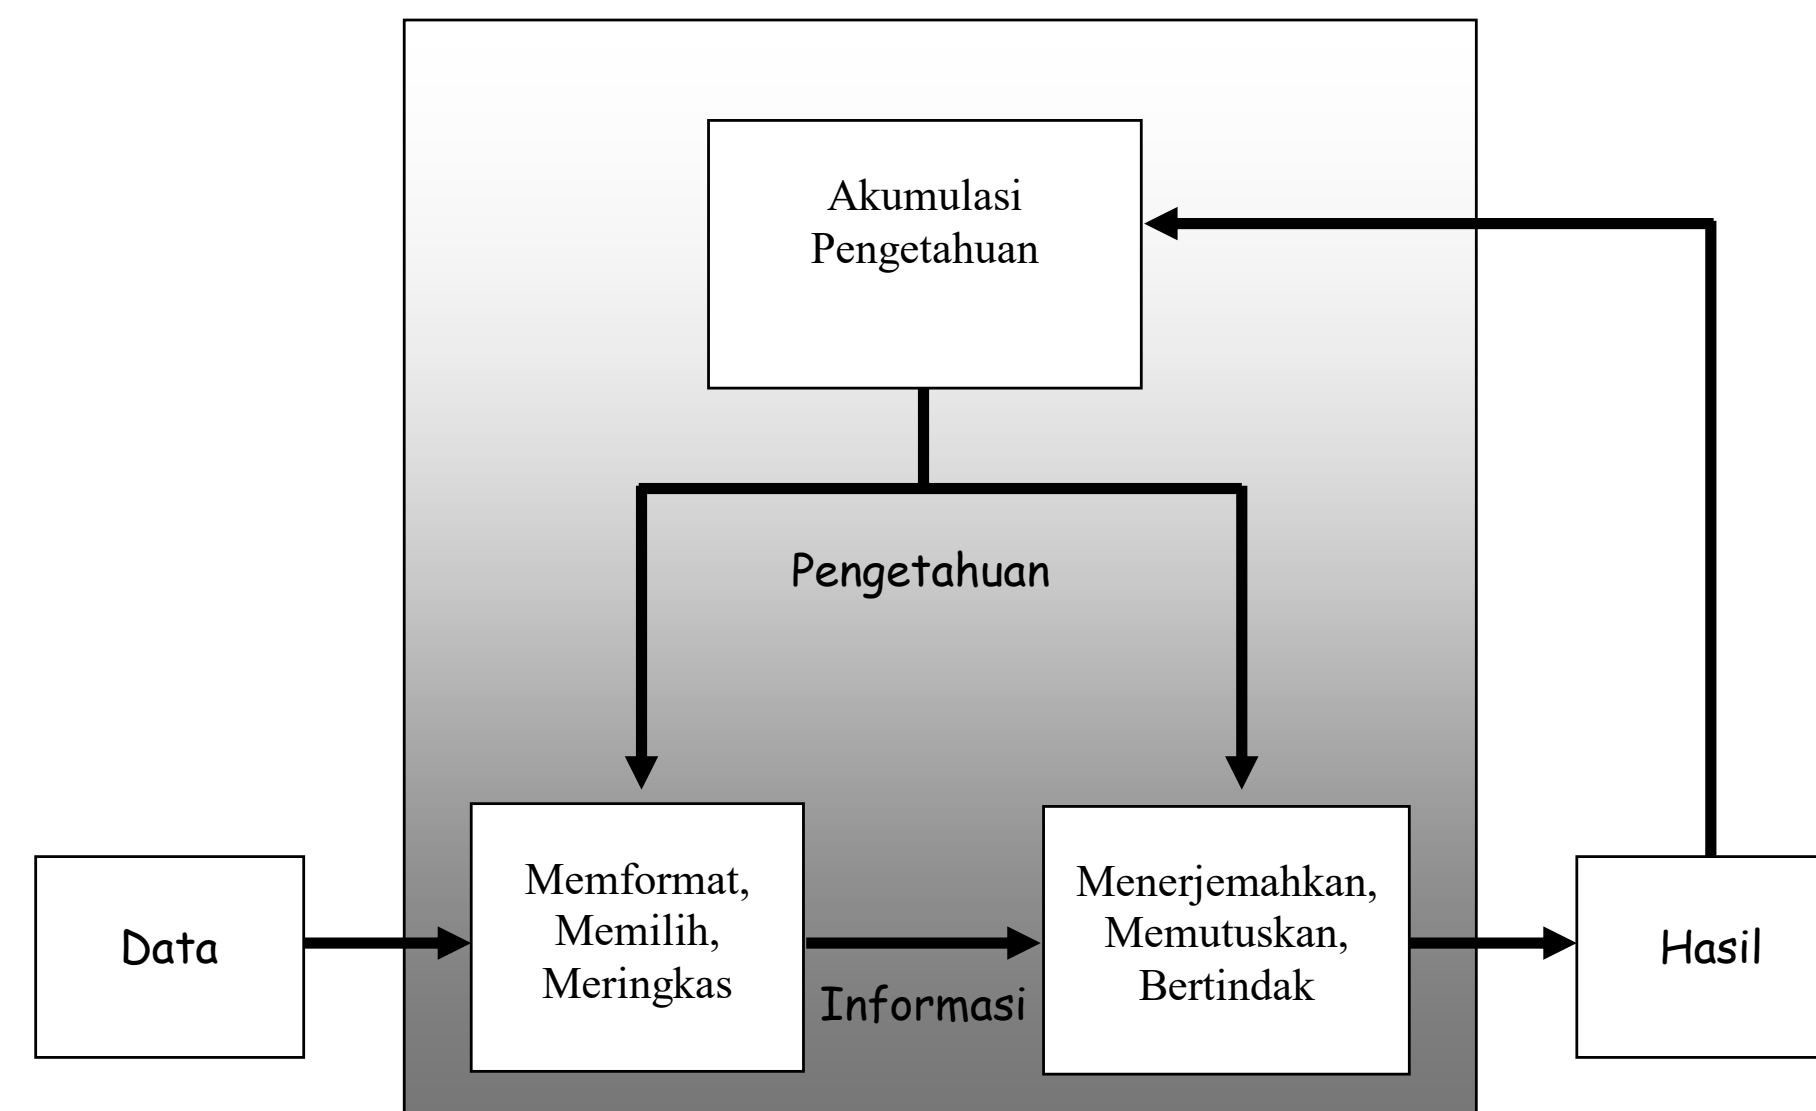 Akumulasi
Pengetahuan
Pengetahuan
Data
Memformat,
Memilih,
Meringkas
Informasi
Menerjemahkan,
Memutuskan,
Bertindak
Hasil